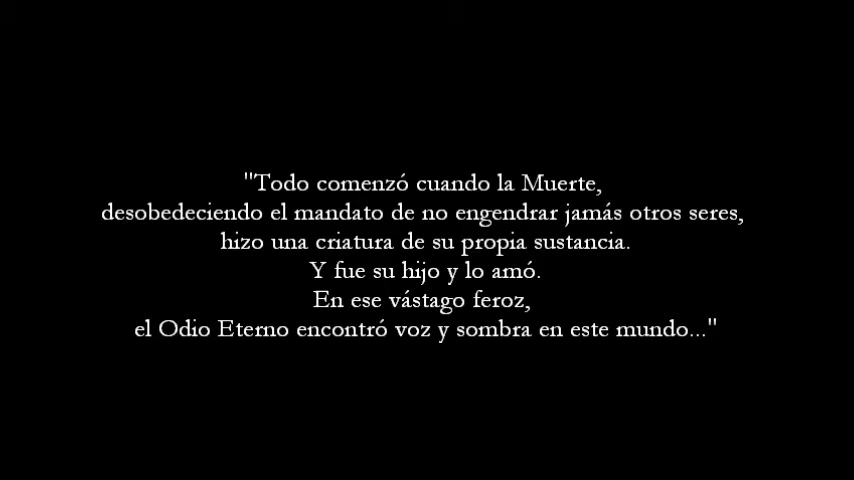 "Todo comenzó cuando la Muerte,
desobedeciendo el mandato de no engendrar jamás otros seres,
hizo una criatura de su propia sustancia.
Y fue su hijo y lo amó.
En ese vástago feroz,
el Odio Eterno encontró voz y sombra en este mundo..."